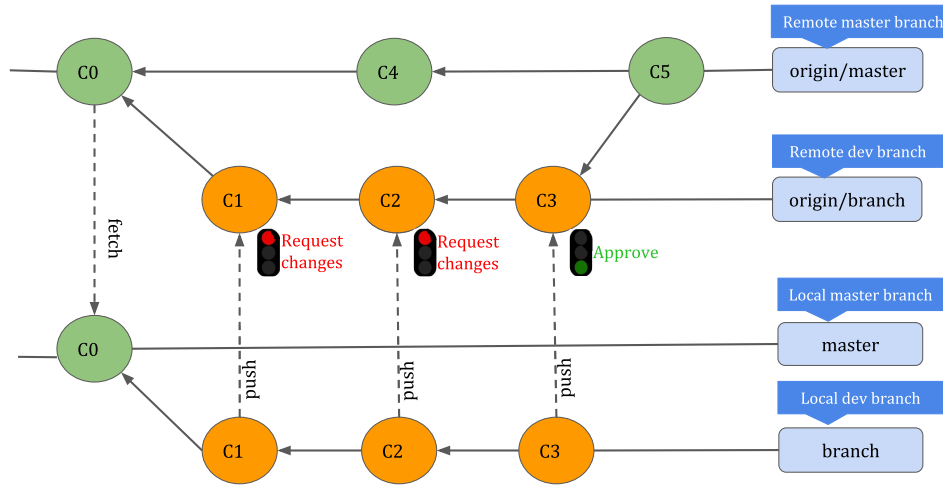 Remote master branch
C0
C4
C5
origin/master
Remote dev branch
C1
C2
C3
origin/branch
fetch
Request
changes
Request
changes
Approve
Local master branch
C0
master
push
push
push
Local dev branch
C1
C2
C3
branch